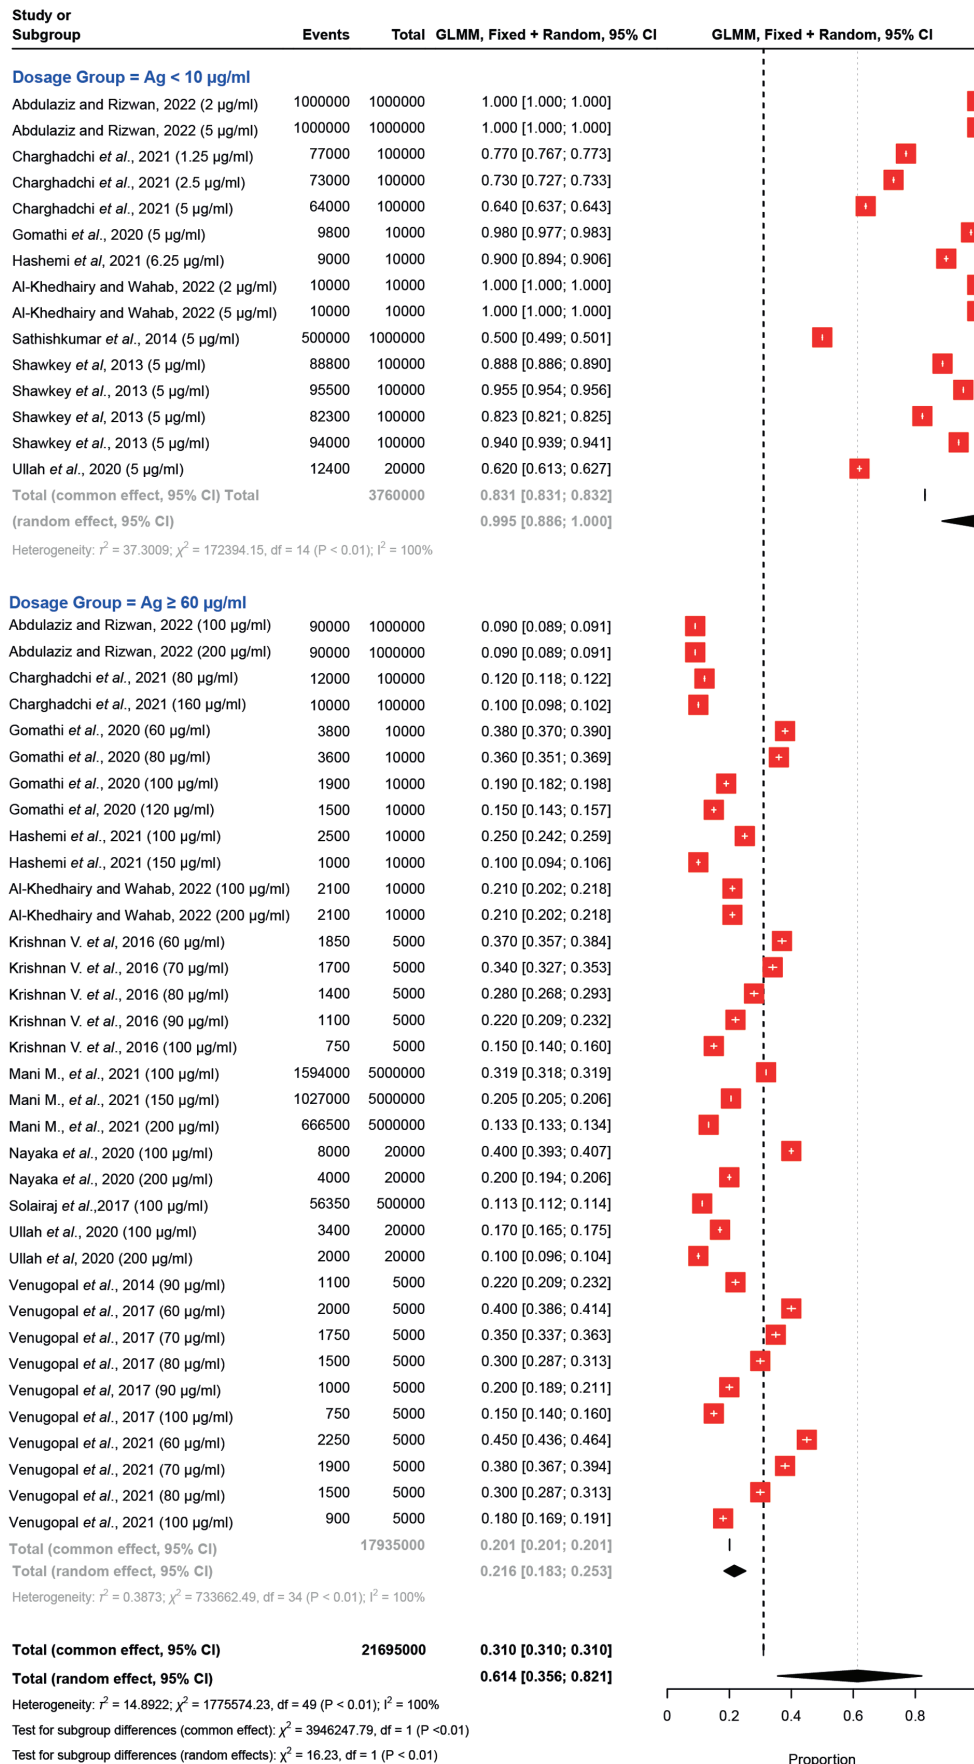 Study or
Subgroup Events Total GLMM, Fixed + Random, 95% CI GLMM, Fixed + Random, 95% CI
Dosage Group = Ag < 10 µg/ml
Abdulaziz and Rizwan, 2022 (2 µg/ml) 1000000 1000000 1.000 [1.000; 1.000]
Abdulaziz and Rizwan, 2022 (5 µg/ml) 1000000 1000000 1.000 [1.000; 1.000]
Charghadchi et al., 2021 (1.25 µg/ml) 77000 100000 0.770 [0.767; 0.773]
Charghadchi et al., 2021 (2.5 µg/ml) 73000 100000 0.730 [0.727; 0.733]
Charghadchi et al., 2021 (5 µg/ml) 64000 100000 0.640 [0.637; 0.643]
Gomathi et al., 2020 (5 µg/ml) 9800 10000 0.980 [0.977; 0.983]
Hashemi et al, 2021 (6.25 µg/ml) 9000 10000 0.900 [0.894; 0.906]
Al-Khedhairy and Wahab, 2022 (2 µg/ml) 10000 10000 1.000 [1.000; 1.000]
Al-Khedhairy and Wahab, 2022 (5 µg/ml) 10000 10000 1.000 [1.000; 1.000]
Sathishkumar et al., 2014 (5 µg/ml) 500000 1000000 0.500 [0.499; 0.501]
Shawkey et al, 2013 (5 µg/ml) 88800 100000 0.888 [0.886; 0.890]
Shawkey et al., 2013 (5 µg/ml) 95500 100000 0.955 [0.954; 0.956]
Shawkey et al, 2013 (5 µg/ml) 82300 100000 0.823 [0.821; 0.825]
Shawkey et al., 2013 (5 µg/ml) 94000 100000 0.940 [0.939; 0.941]
Ullah et al., 2020 (5 µg/ml) 12400 20000 0.620 [0.613; 0.627]
Total (common effect, 95% CI) Total 3760000 0.831 [0.831; 0.832]
(random effect, 95% CI) 0.995 [0.886; 1.000]
Heterogeneity: τ² = 37.3009; χ² = 172394.15, df = 14 (P < 0.01); I² = 100%
Dosage Group = Ag ≥ 60 µg/ml
Abdulaziz and Rizwan, 2022 (100 µg/ml) 90000 1000000 0.090 [0.089; 0.091]
Abdulaziz and Rizwan, 2022 (200 µg/ml) 90000 1000000 0.090 [0.089; 0.091]
Charghadchi et al., 2021 (80 µg/ml) 12000 100000 0.120 [0.118; 0.122]
Charghadchi et al., 2021 (160 µg/ml) 10000 100000 0.100 [0.098; 0.102]
Gomathi et al., 2020 (60 µg/ml) 3800 10000 0.380 [0.370; 0.390]
Gomathi et al., 2020 (80 µg/ml) 3600 10000 0.360 [0.351; 0.369]
Gomathi et al., 2020 (100 µg/ml) 1900 10000 0.190 [0.182; 0.198]
Gomathi et al, 2020 (120 µg/ml) 1500 10000 0.150 [0.143; 0.157]
Hashemi et al., 2021 (100 µg/ml) 2500 10000 0.250 [0.242; 0.259]
Hashemi et al., 2021 (150 µg/ml) 1000 10000 0.100 [0.094; 0.106]
Al-Khedhairy and Wahab, 2022 (100 µg/ml) 2100 10000 0.210 [0.202; 0.218]
Al-Khedhairy and Wahab, 2022 (200 µg/ml) 2100 10000 0.210 [0.202; 0.218]
Krishnan V. et al, 2016 (60 µg/ml) 1850 5000 0.370 [0.357; 0.384]
Krishnan V. et al., 2016 (70 µg/ml) 1700 5000 0.340 [0.327; 0.353]
Krishnan V. et al., 2016 (80 µg/ml) 1400 5000 0.280 [0.268; 0.293]
Krishnan V. et al., 2016 (90 µg/ml) 1100 5000 0.220 [0.209; 0.232]
Krishnan V. et al., 2016 (100 µg/ml) 750 5000 0.150 [0.140; 0.160]
Mani M., et al., 2021 (100 µg/ml) 1594000 5000000 0.319 [0.318; 0.319]
Mani M., et al., 2021 (150 µg/ml) 1027000 5000000 0.205 [0.205; 0.206]
Mani M., et al., 2021 (200 µg/ml) 666500 5000000 0.133 [0.133; 0.134]
Nayaka et al., 2020 (100 µg/ml) 8000 20000 0.400 [0.393; 0.407]
Nayaka et al., 2020 (200 µg/ml) 4000 20000 0.200 [0.194; 0.206]
Solairaj et al.,2017 (100 µg/ml) 56350 500000 0.113 [0.112; 0.114]
Ullah et al., 2020 (100 µg/ml) 3400 20000 0.170 [0.165; 0.175]
Ullah et al, 2020 (200 µg/ml) 2000 20000 0.100 [0.096; 0.104]
Venugopal et al., 2014 (90 µg/ml) 1100 5000 0.220 [0.209; 0.232]
Venugopal et al., 2017 (60 µg/ml) 2000 5000 0.400 [0.386; 0.414]
Venugopal et al., 2017 (70 µg/ml) 1750 5000 0.350 [0.337; 0.363]
Venugopal et al., 2017 (80 µg/ml) 1500 5000 0.300 [0.287; 0.313]
Venugopal et al, 2017 (90 µg/ml) 1000 5000 0.200 [0.189; 0.211]
Venugopal et al., 2017 (100 µg/ml) 750 5000 0.150 [0.140; 0.160]
Venugopal et al., 2021 (60 µg/ml) 2250 5000 0.450 [0.436; 0.464]
Venugopal et al., 2021 (70 µg/ml) 1900 5000 0.380 [0.367; 0.394]
Venugopal et al., 2021 (80 µg/ml) 1500 5000 0.300 [0.287; 0.313]
Venugopal et al., 2021 (100 µg/ml) 900 5000 0.180 [0.169; 0.191]
Total (common effect, 95% CI) 17935000 0.201 [0.201; 0.201]
Total (random effect, 95% CI) 0.216 [0.183; 0.253]
Heterogeneity: τ² = 0.3873; χ² = 733662.49, df = 34 (P < 0.01); I² = 100%
Total (common effect, 95% CI) 21695000 0.310 [0.310; 0.310]
Total (random effect, 95% CI) 0.614 [0.356; 0.821]
Heterogeneity: τ² = 14.8922; χ² = 1775574.23, df = 49 (P < 0.01); I² = 100%
0 0.2 0.4 0.6 0.8
Test for subgroup differences (common effect): χ² = 3946247.79, df = 1 (P <0.01)
Test for subgroup differences (random effects): χ² = 16.23, df = 1 (P < 0.01)
Proportion